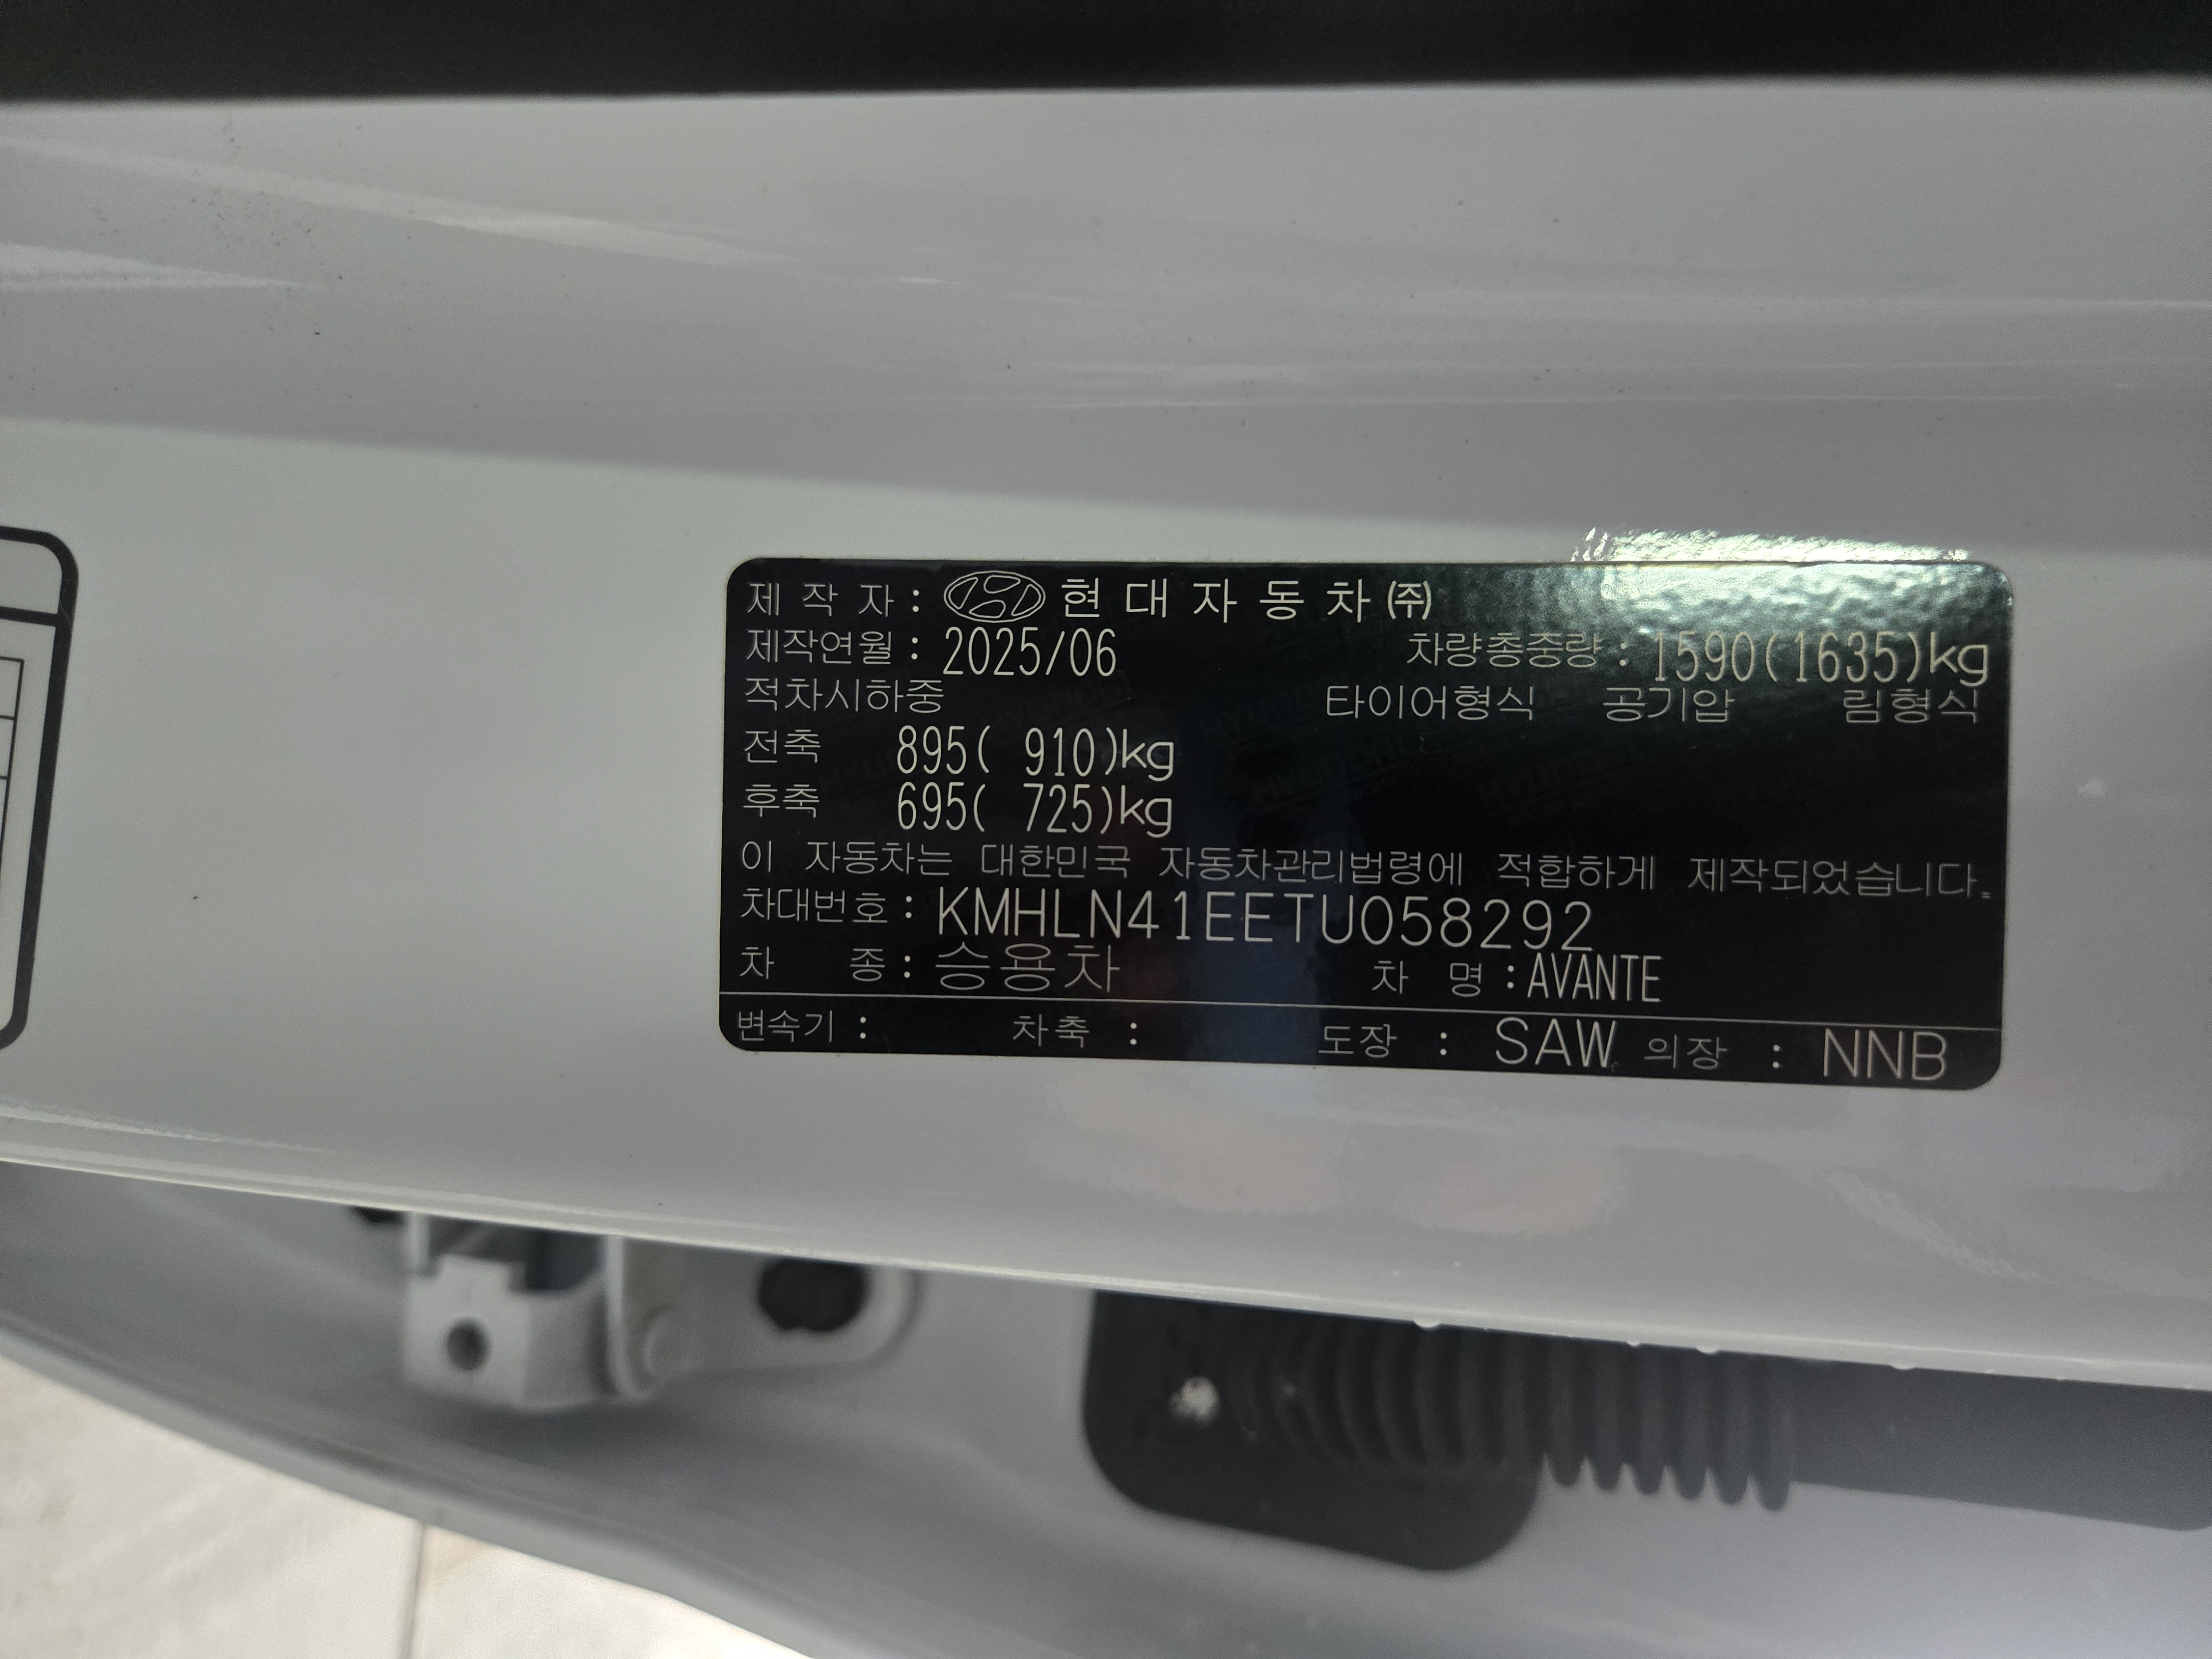 제 작 자 : 현 대 자 동 차 ㈜
제작연월 : 2025/06 차량총중량 : 1590(1635)kg
적차시하중 타이어형식 공기압 림형식
전축 895( 910)kg
후축 695( 725)kg
이 자동차는 대한민국 자동차관리법령에 적합하게 제작되었습니다.
차대번호 : KMHLN41EETU058292
차 종 : 승용차 차 명 : AVANTE
변속기 : 차축 : 도장 : SAW 의장 : NNB